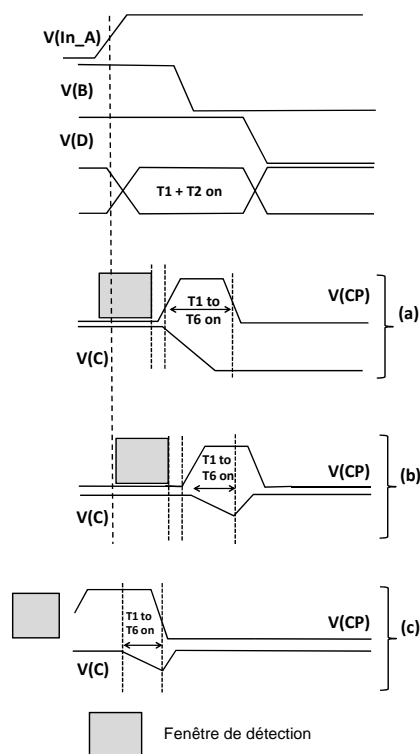 V(In_A)
V(B)
V(D)
T1 + T2 on
T1 to
T6 on
V(CP)
(a)
V(C)
T1 to
T6 on
V(CP)
(b)
V(C)
T1 to
T6 on
V(CP)
(c)
V(C)
Fenêtre de détection